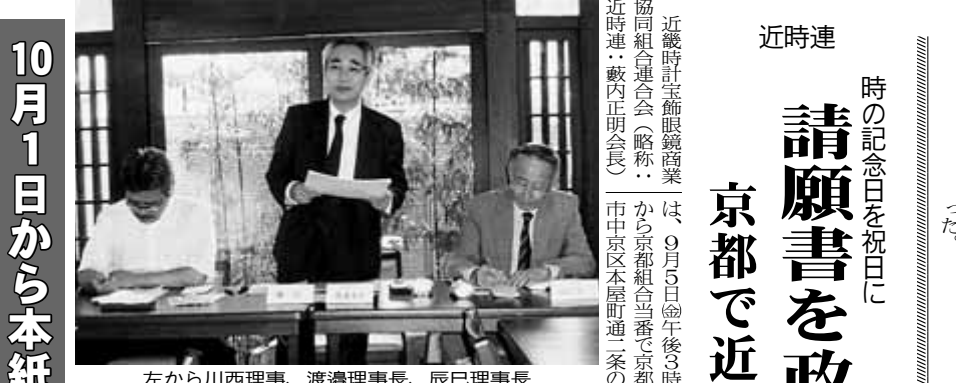 った。
近時連
時の記念日を祝日に
請願書を政
京都で近
近畿時計宝飾眼鏡商業
協同組合連合会（略称：
近時連：藪内正明会長）
は、９月５日㈮午後３時
から京都組合当番で京都
市中京区本屋町通二条の
左から川西理事、渡邉理事長、辰巳理事長
10月1日から本紙